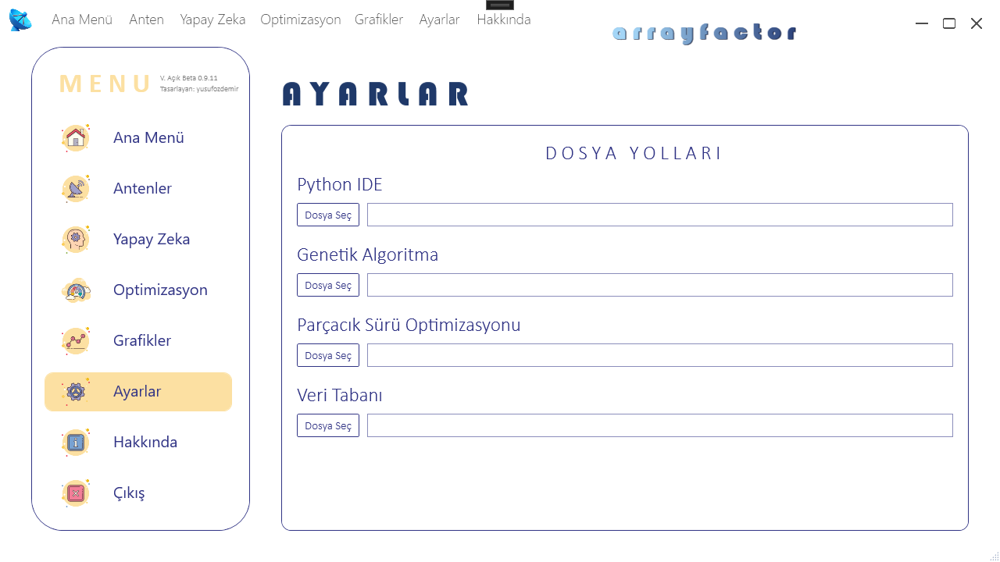 Ana Menü Anten Yapay Zeka Optimizasyon Grafikler Ayarlar Hakkında
arrayfactor
MENU
V. Açık Beta 0.9.11
Tasarlayan: yusufozdemir
Ana Menü
Antenler
Yapay Zeka
Optimizasyon
Grafikler
Ayarlar
Hakkında
Çıkış
AYARLAR
DOSYA YOLLARI
Python IDE
Dosya Seç
Genetik Algoritma
Dosya Seç
Parçacık Sürü Optimizasyonu
Dosya Seç
Veri Tabanı
Dosya Seç